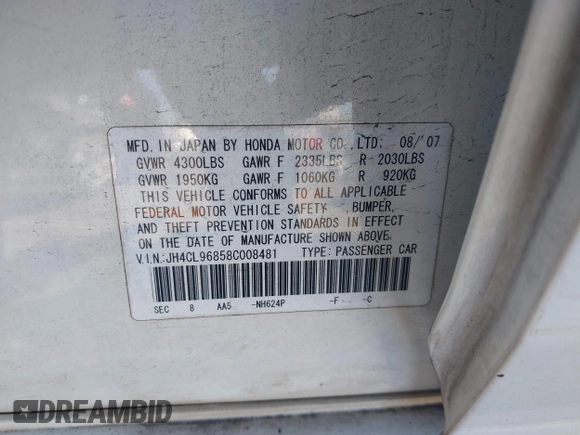 MFD. IN JAPAN BY HONDA MOTOR CO.,LTD: 08/'07
GVWR 4300LBS GAWR F 2335LBS R 2030LBS
GVWR 1950KG GAWR F 1060KG R 920KG
THIS VEHICLE CONFORMS TO ALL APPLICABLE
FEDERAL MOTOR VEHICLE SAFETY BUMPER,
AND THEFT PREVENTION STANDARDS IN EFFECT
ON THE DATE OF MANUFACTURE SHOWN ABOVE.
V.I.N.:JH4CL96858C008481 TYPE: PASSENGER CAR
SEC 8 AA5 -NH624P -F -C
DREAMBID